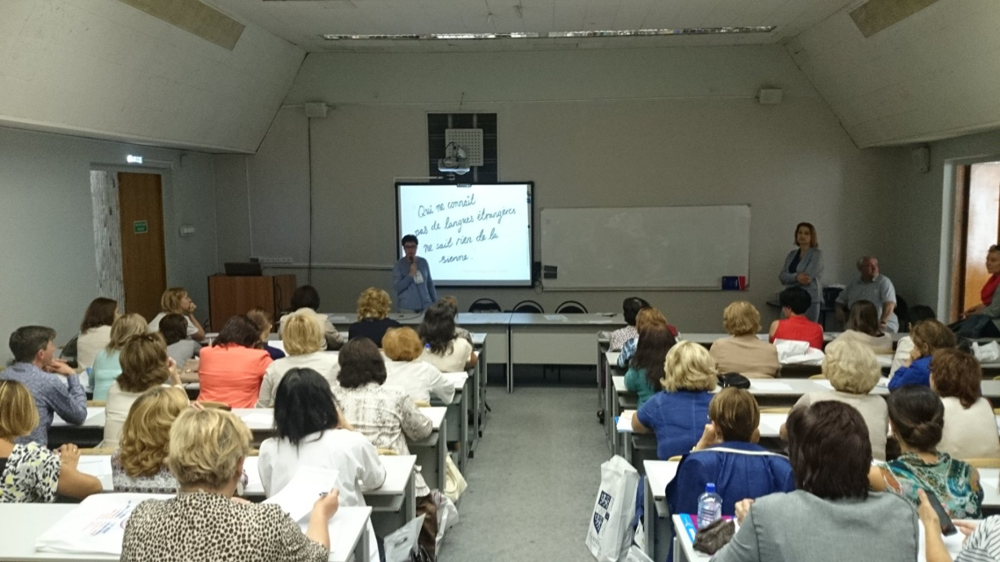 Qui ne connaît
pas de langues étrangères
ne sait rien de la
sienne.